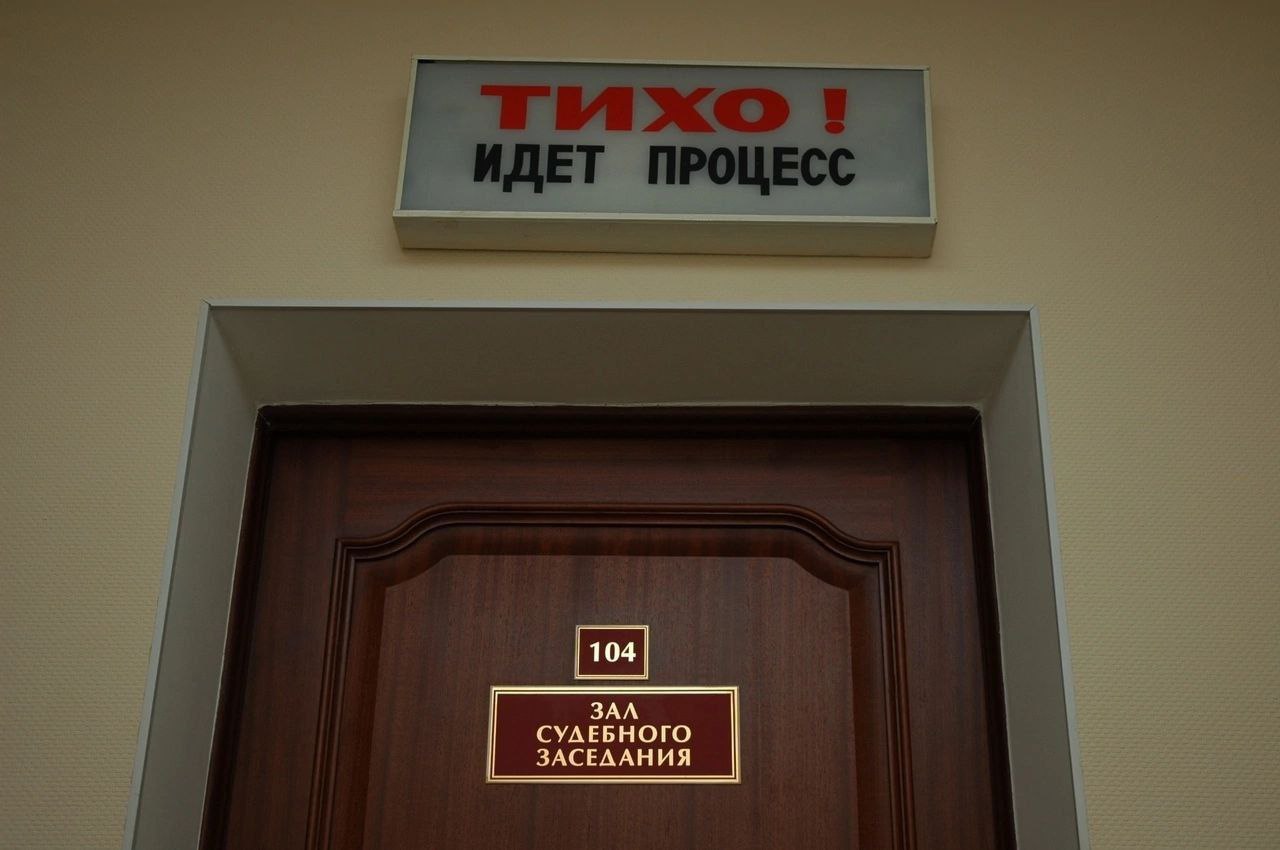 ТИХО !
ИДЕТ ПРОЦЕСС
104
ЗАЛ
СУДЕБНОГО
ЗАСЕДАНИЯ